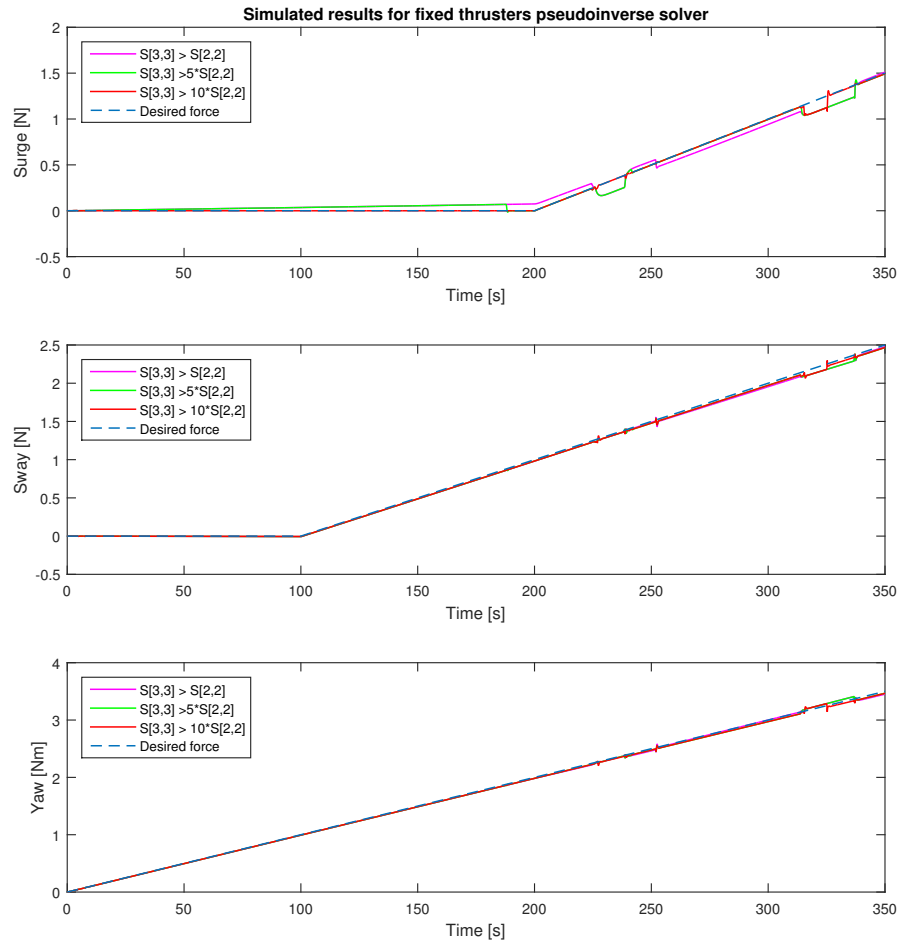 Simulated results for fixed thrusters pseudoinverse solver
2
1.5
1
0.5
0
-0.5
Surge [N]
S[3,3] > S[2,2]
S[3,3] >5*S[2,2]
S[3,3] > 10*S[2,2]
Desired force
0 50 100 150 200 250 300 350
Time [s]
2.5
2
1.5
1
0.5
0
-0.5
Sway [N]
S[3,3] > S[2,2]
S[3,3] >5*S[2,2]
S[3,3] > 10*S[2,2]
Desired force
0 50 100 150 200 250 300 350
Time [s]
4
3
2
1
0
Yaw [Nm]
S[3,3] > S[2,2]
S[3,3] >5*S[2,2]
S[3,3] > 10*S[2,2]
Desired force
0 50 100 150 200 250 300 350
Time [s]